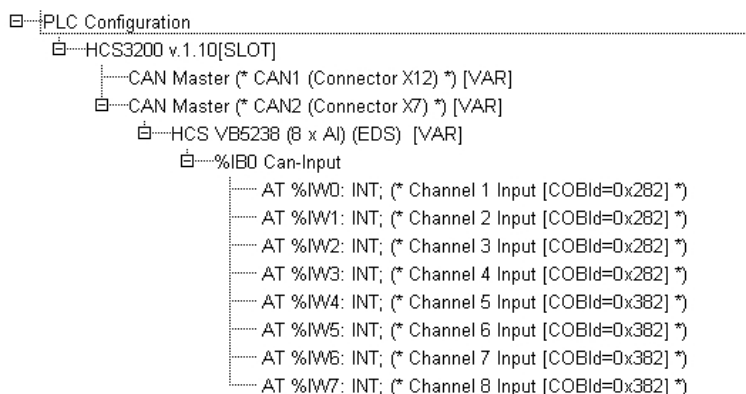 PLC Configuration
HCS3200 v.1.10[SLOT]
CAN Master (* CAN1 (Connector X12) *) [VAR]
CAN Master (* CAN2 (Connector X7) *) [VAR]
HCS VB5238 (8 x AI) (EDS) [VAR]
%IB0 Can-Input
AT %IW0: INT; (* Channel 1 Input [COBId=0x282] *)
AT %IW1: INT; (* Channel 2 Input [COBId=0x282] *)
AT %IW2: INT; (* Channel 3 Input [COBId=0x282] *)
AT %IW3: INT; (* Channel 4 Input [COBId=0x282] *)
AT %IW4: INT; (* Channel 5 Input [COBId=0x382] *)
AT %IW5: INT; (* Channel 6 Input [COBId=0x382] *)
AT %IW6: INT; (* Channel 7 Input [COBId=0x382] *)
AT %IW7: INT; (* Channel 8 Input [COBId=0x382] *)